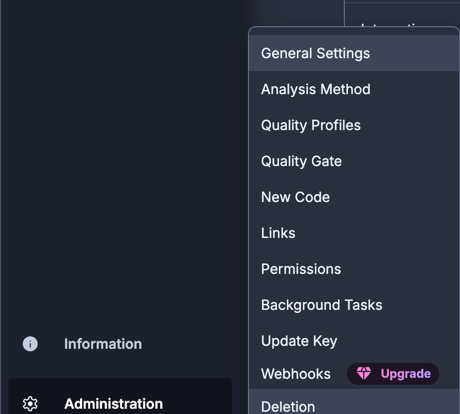 General Settings
Analysis Method
Quality Profiles
Quality Gate
New Code
Links
Permissions
Background Tasks
Update Key
Information
Webhooks Upgrade
Administration
Deletion